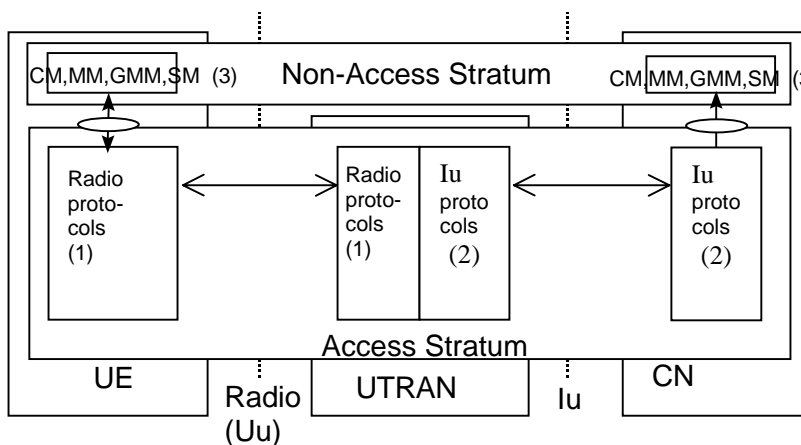 CM,MM,GMM,SM (3)
Non-Access Stratum
CM,MM,GMM,SM (3
Radio
proto-
cols
(1)
Radio
proto-
cols
(1)
Iu
proto
cols
(2)
Iu
proto
cols
(2)
Access Stratum
UE
Radio
(Uu)
UTRAN
Iu
CN